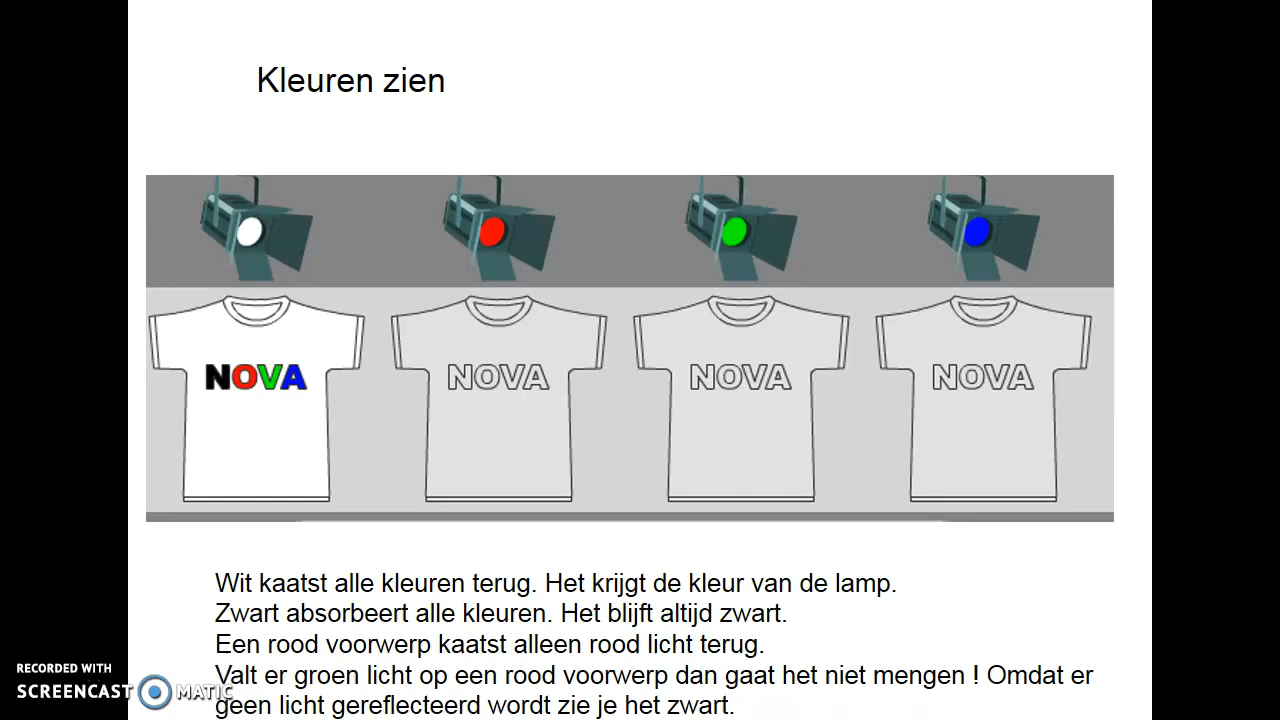 Kleuren zien
NOVA NOVA NOVA NOVA
Wit kaatst alle kleuren terug. Het krijgt de kleur van de lamp.
Zwart absorbeert alle kleuren. Het blijft altijd zwart.
Een rood voorwerp kaatst alleen rood licht terug.
Valt er groen licht op een rood voorwerp dan gaat het niet mengen ! Omdat er
geen licht gereflecteerd wordt zie je het zwart.
RECORDED WITH
SCREENCAST MATIC